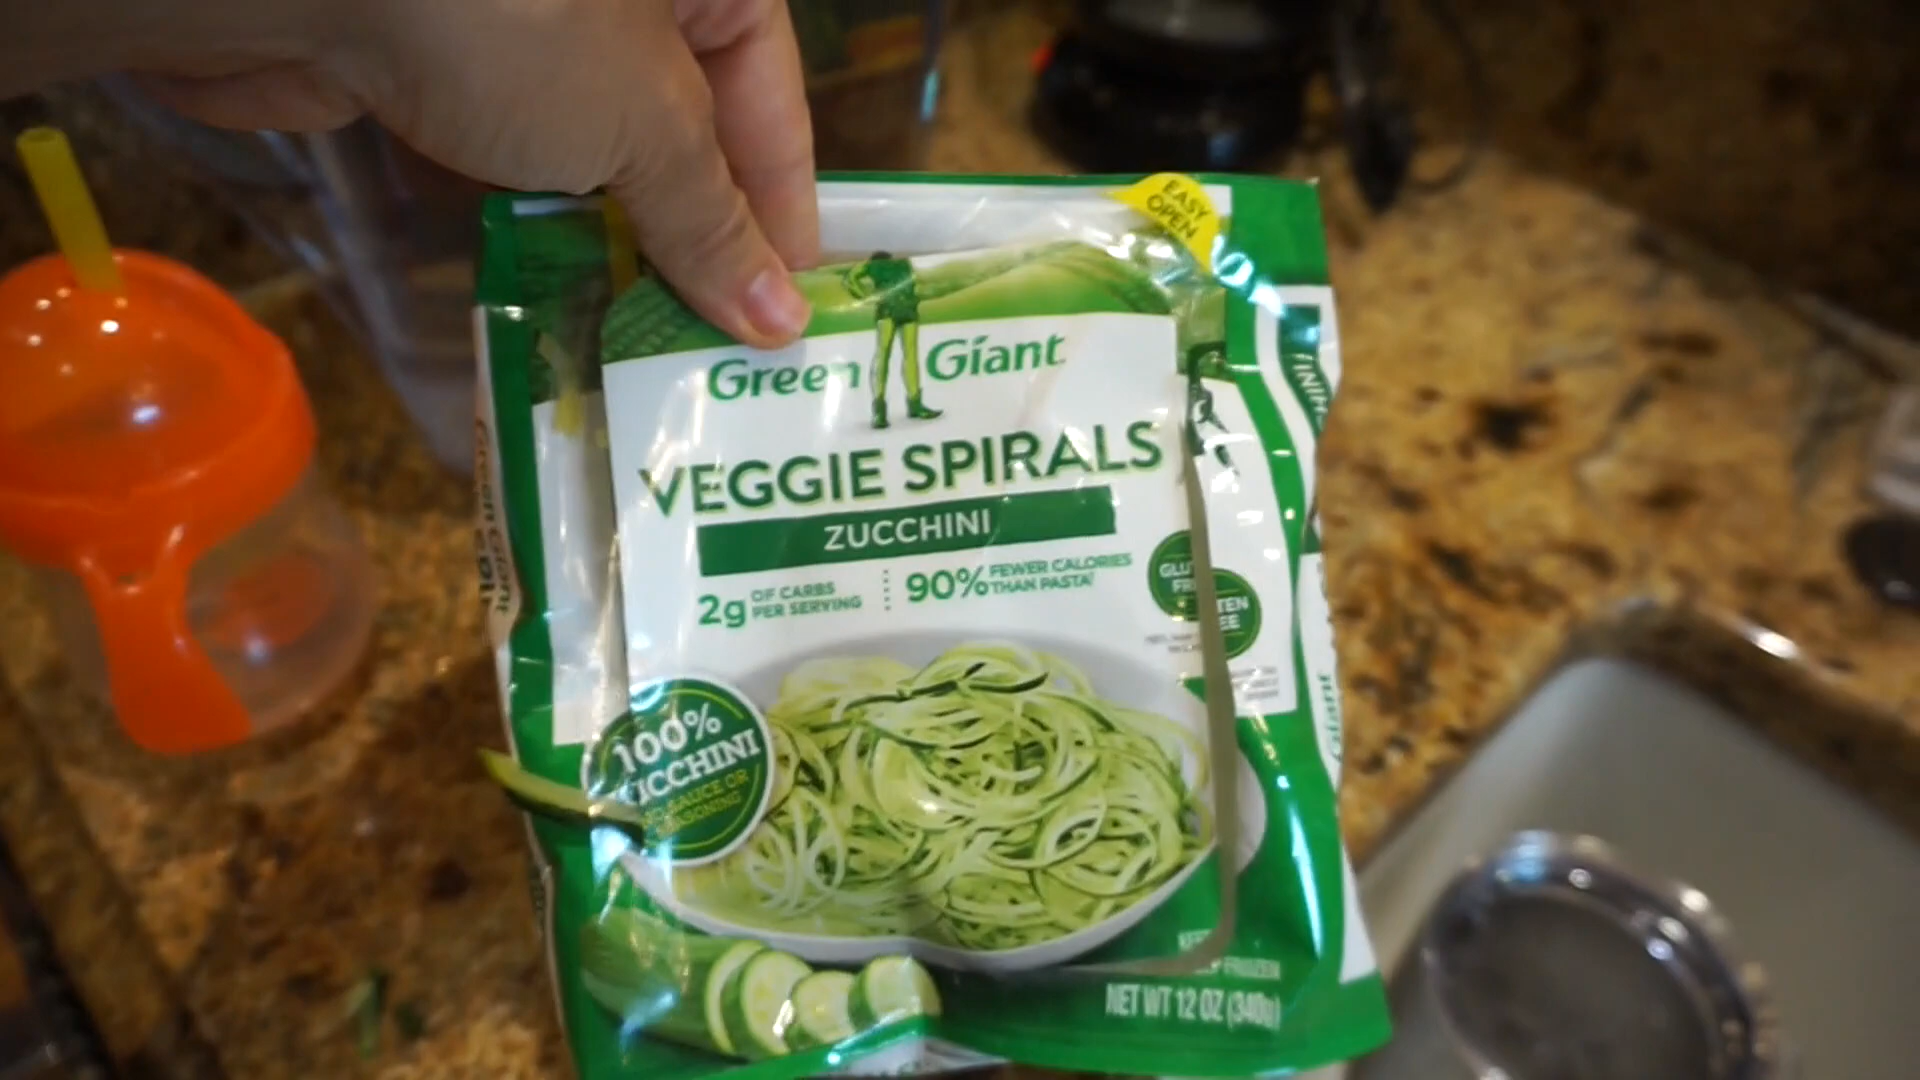 EASY
OPEN
Green Giant
VEGGIE SPIRALS
ZUCCHINI
2g OF CARBS
PER SERVING
90% FEWER CALORIES
THAN PASTA!
100%
NET WT 12 OZ (340g)